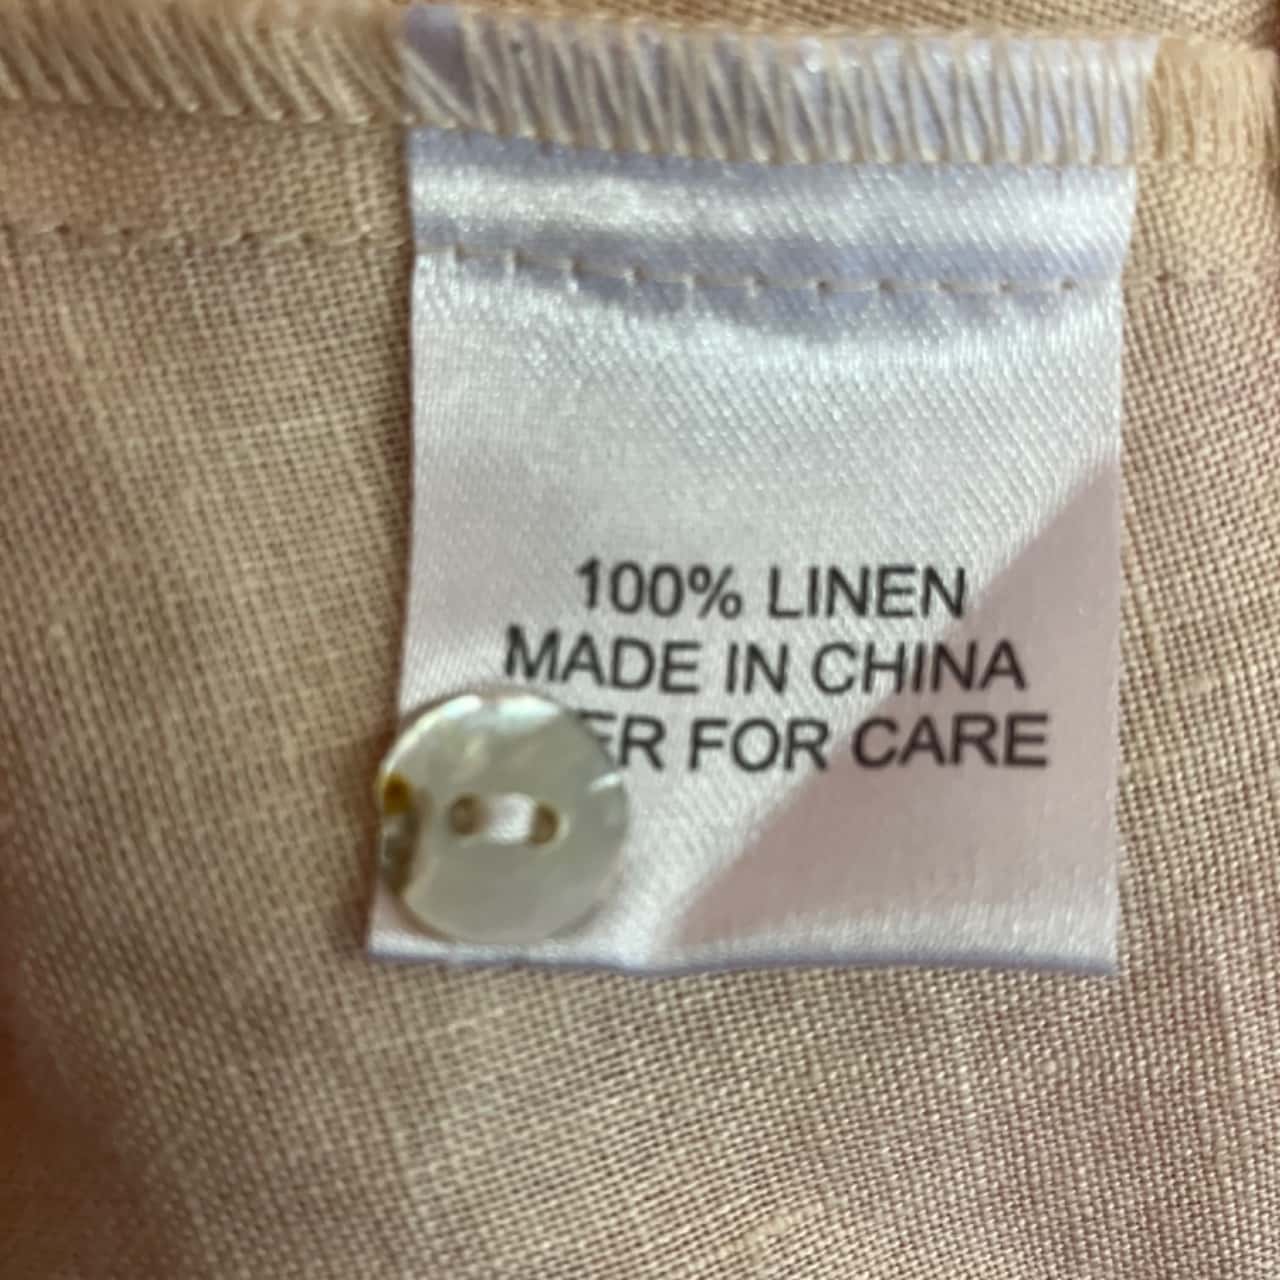 100% LINEN
MADE IN CHINA
FOR CARE